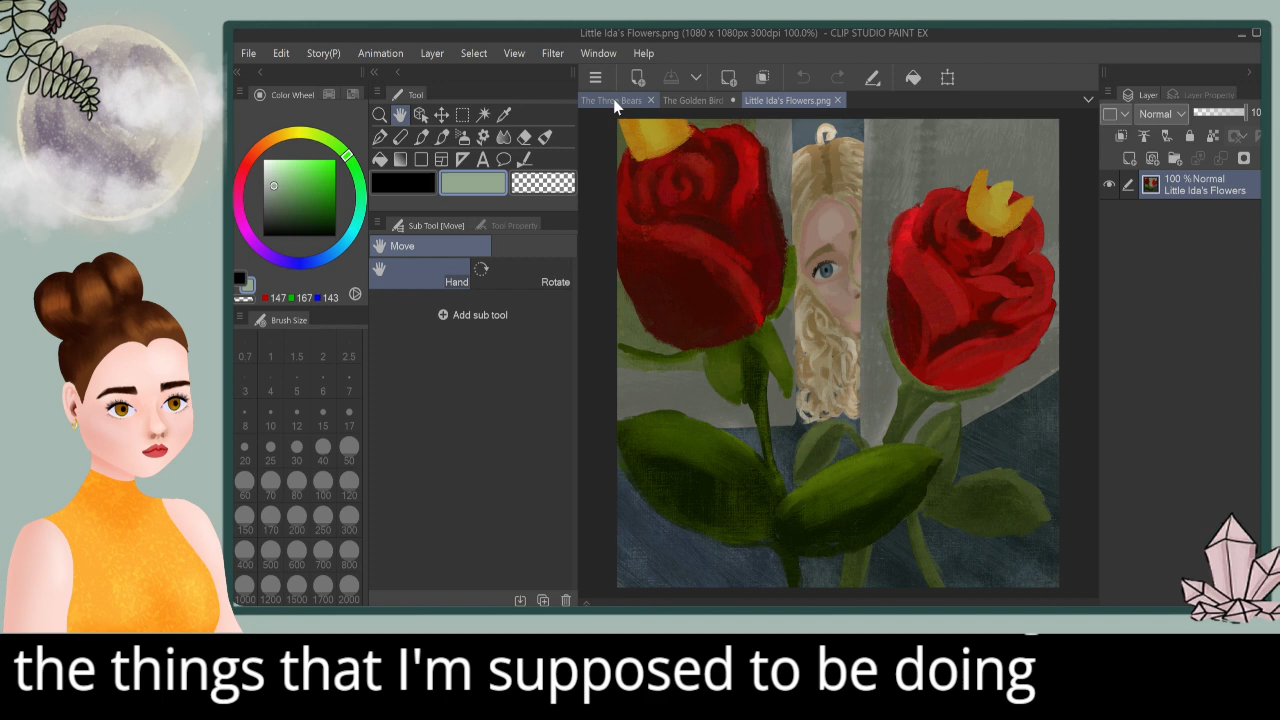 Little Ida's Flowers.png (1080 x 1080px 300dpi 100.0%) - CLIP STUDIO PAINT EX
File Edit Story(P) Animation Layer Select View Filter Window Help
Color Wheel
Tool
The Three Bears
The Golden Bird
Little Ida's Flowers.png
Layer
Layer Property
Normal
10
100 % Normal
Little Ida's Flowers
Sub Tool [Move]
Tool Property
Move
Hand
Rotate
Add sub tool
147 167 143
Brush Size
0.7 1 1.5 2 2.5
3 4 5 6 7
8 10 12 15 17
20 25 30 40 50
60 70 80 100 120
150 170 200 250 300
400 500 600 700 800
1000 1200 1500 1700 2000
the things that I'm supposed to be doing